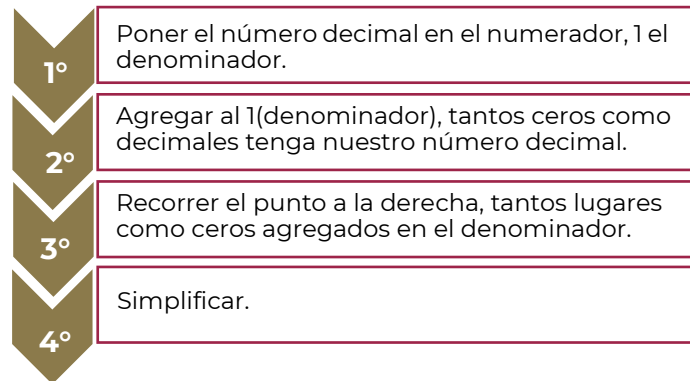 1°
Poner el número decimal en el numerador, 1 el
denominador.
2°
Agregar al 1(denominador), tantos ceros como
decimales tenga nuestro número decimal.
3°
Recorrer el punto a la derecha, tantos lugares
como ceros agregados en el denominador.
4°
Simplificar.